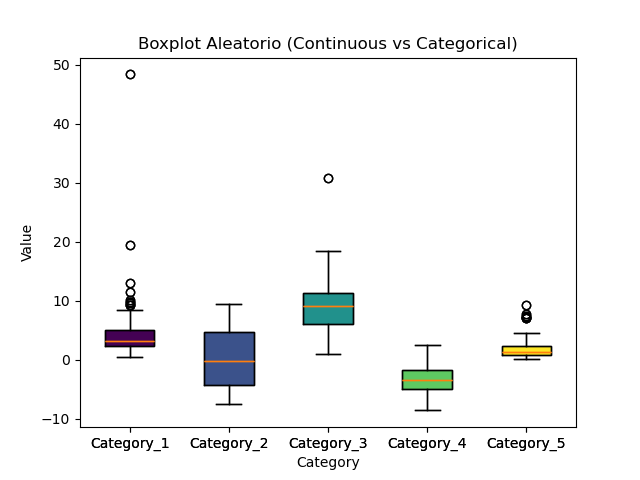 Boxplot Aleatorio (Continuous vs Categorical)
50
40
30
20
10
0
−10
Value
Category_1 Category_2 Category_3 Category_4 Category_5
Category